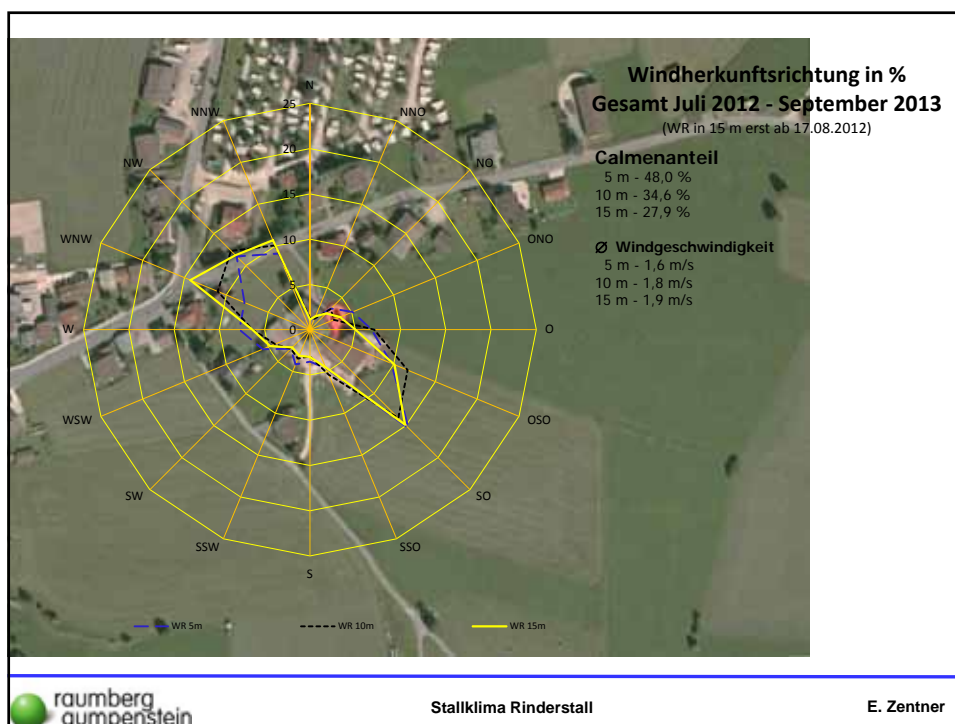 Windherkunftsrichtung in %
Gesamt Juli 2012 - September 2013
(WR in 15 m erst ab 17.08.2012)
Calmenanteil
5 m - 48,0 %
10 m - 34,6 %
15 m - 27,9 %
Ø Windgeschwindigkeit
5 m - 1,6 m/s
10 m - 1,8 m/s
15 m - 1,9 m/s
N
NNO
NO
ONO
O
OSO
SO
SSO
S
SSW
SW
WSW
W
WNW
NW
NNW
25
20
15
10
5
0
WR 5m
WR 10m
WR 15m
raumberg
gumpenstein
Stallklima Rinderstall
E. Zentner